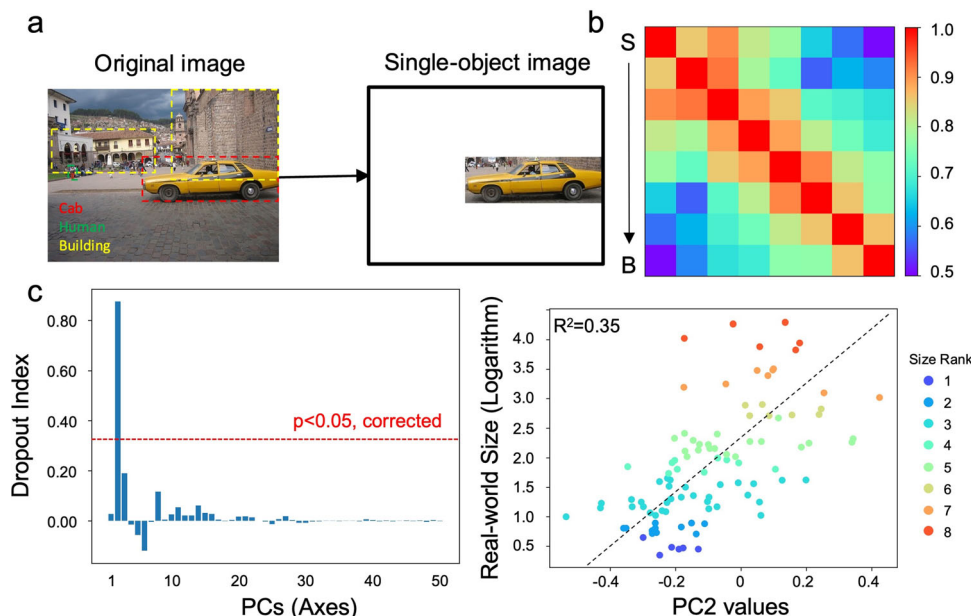 a
Original image
Single-object image
Cab
Human
Building
b
S
B
1.0
0.9
0.8
0.7
0.6
0.5
c
Dropout Index
0.80
0.60
0.40
0.20
0.00
p<0.05, corrected
1
10
20
30
40
50
PCs (Axes)
Real-world Size (Logarithm)
R²=0.35
4.0
3.5
3.0
2.5
2.0
1.5
1.0
0.5
-0.4
-0.2
0
0.2
0.4
PC2 values
Size Rank
1
2
3
4
5
6
7
8